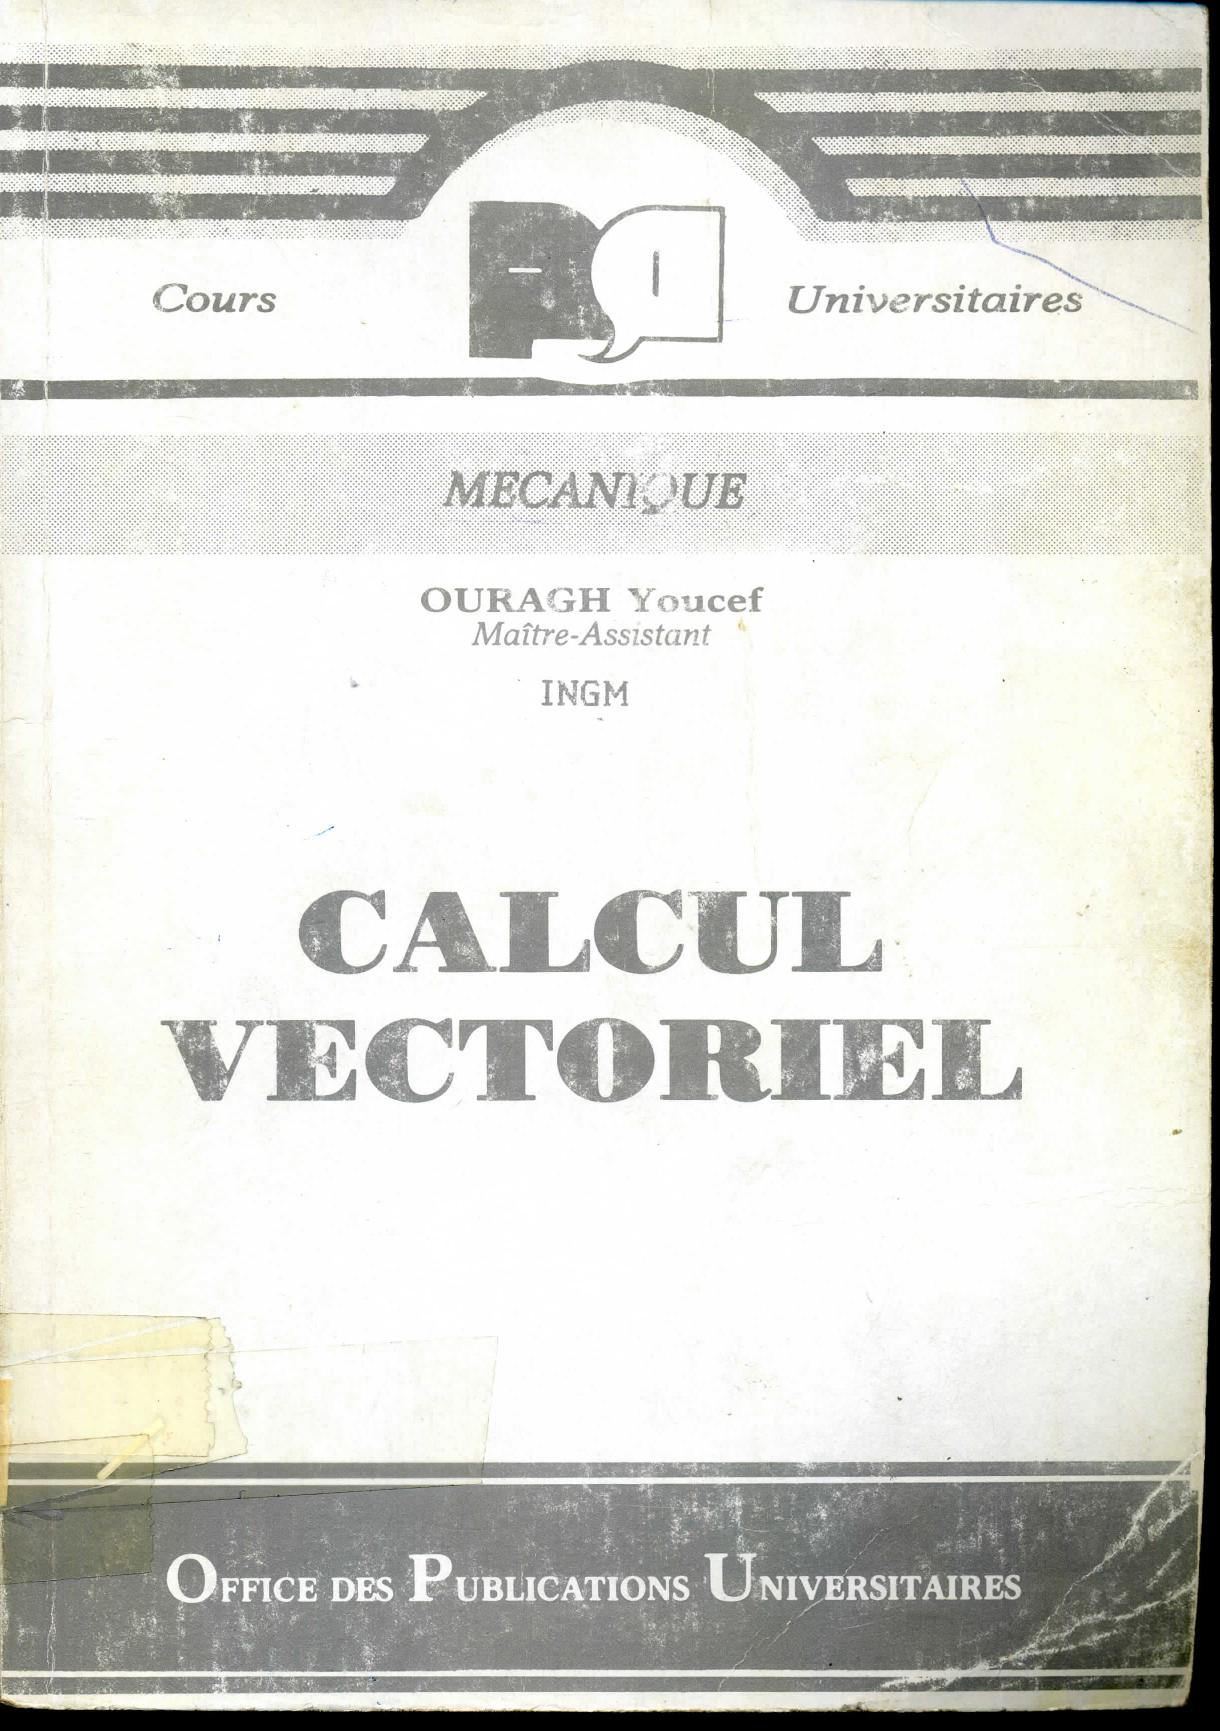 Cours
Universitaires
MECANIQUE
OURAGH Youcef
Maître-Assistant
INGM
CALCUL
VECTORIEL
OFFICE DES PUBLICATIONS UNIVERSITAIRES